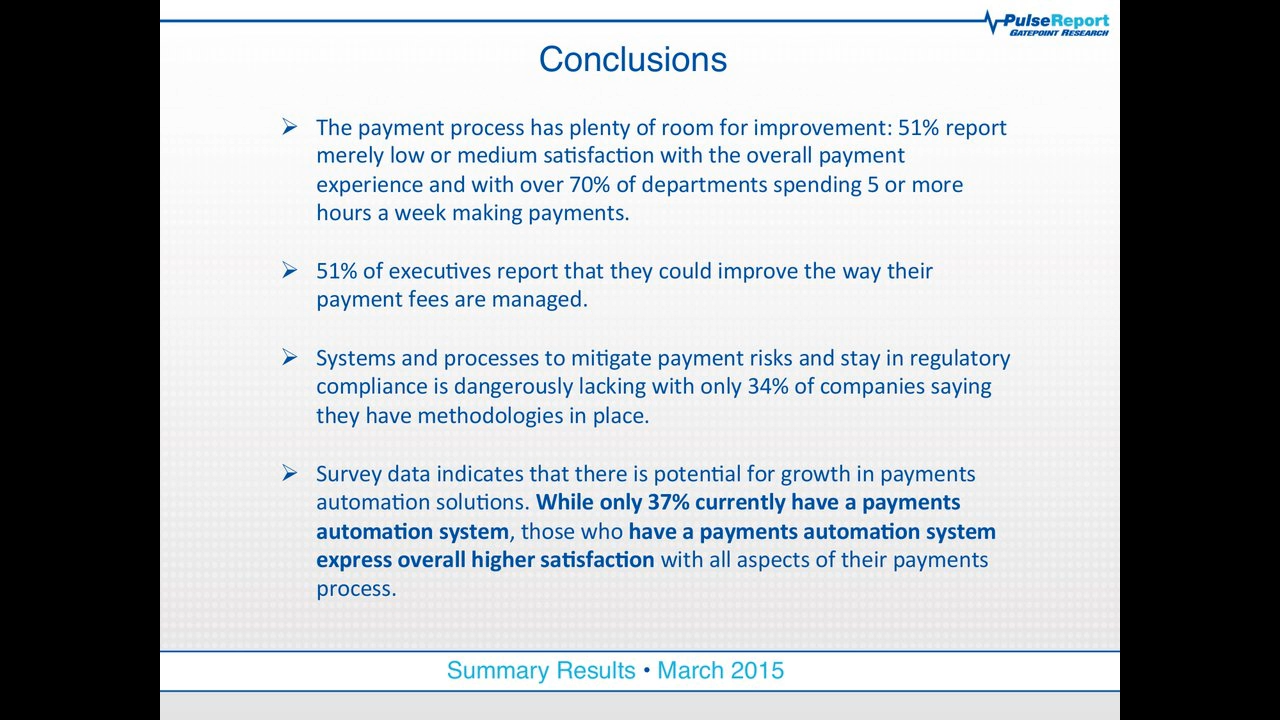 PulseReport
GATEPOINT RESEARCH
Conclusions
➢ The payment process has plenty of room for improvement: 51% report
merely low or medium satisfaction with the overall payment
experience and with over 70% of departments spending 5 or more
hours a week making payments.
➢ 51% of executives report that they could improve the way their
payment fees are managed.
➢ Systems and processes to mitigate payment risks and stay in regulatory
compliance is dangerously lacking with only 34% of companies saying
they have methodologies in place.
➢ Survey data indicates that there is potential for growth in payments
automation solutions. While only 37% currently have a payments
automation system, those who have a payments automation system
express overall higher satisfaction with all aspects of their payments
process.
Summary Results • March 2015